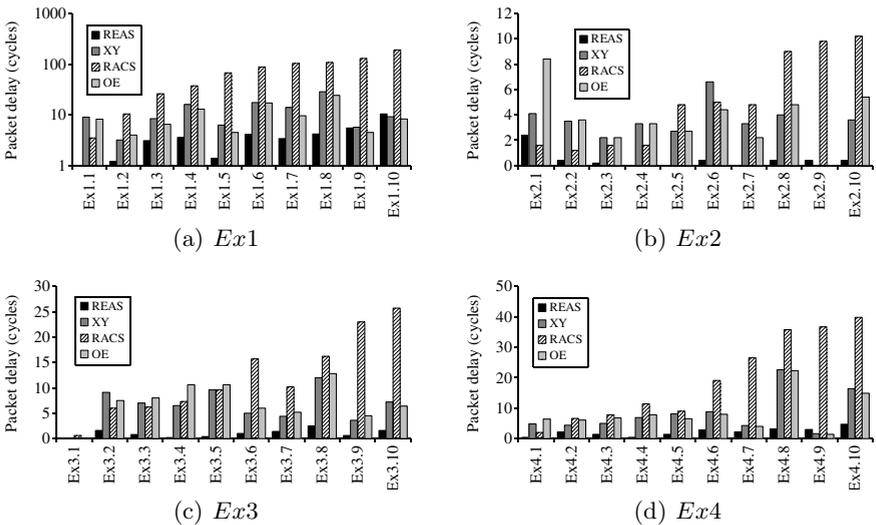 1000
100
10
1
Packet delay (cycles)
REAS
XY
RACS
OE
Ex1.1
Ex1.2
Ex1.3
Ex1.4
Ex1.5
Ex1.6
Ex1.7
Ex1.8
Ex1.9
Ex1.10
(a) Ex1
12
10
8
6
4
2
0
Packet delay (cycles)
REAS
XY
RACS
OE
Ex2.1
Ex2.2
Ex2.3
Ex2.4
Ex2.5
Ex2.6
Ex2.7
Ex2.8
Ex2.9
Ex2.10
(b) Ex2
30
25
20
15
10
5
0
Packet delay (cycles)
REAS
XY
RACS
OE
Ex3.1
Ex3.2
Ex3.3
Ex3.4
Ex3.5
Ex3.6
Ex3.7
Ex3.8
Ex3.9
Ex3.10
(c) Ex3
50
40
30
20
10
0
Packet delay (cycles)
REAS
XY
RACS
OE
Ex4.1
Ex4.2
Ex4.3
Ex4.4
Ex4.5
Ex4.6
Ex4.7
Ex4.8
Ex4.9
Ex4.10
(d) Ex4